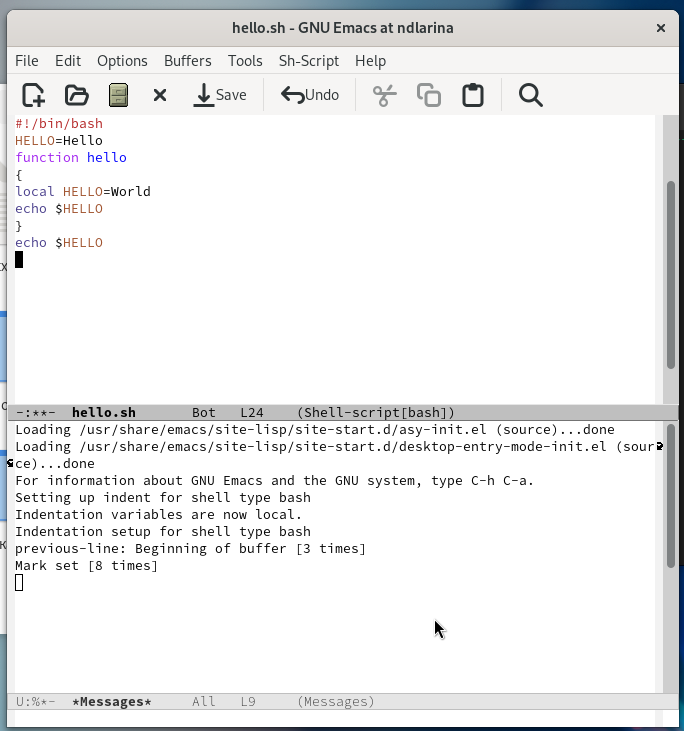 hello.sh - GNU Emacs at ndlarina
File Edit Options Buffers Tools Sh-Script Help
Save Undo
#!/bin/bash
HELLO=Hello
function hello
{
local HELLO=World
echo $HELLO
}
echo $HELLO
-:**- hello.sh Bot L24 (Shell-script[bash])
Loading /usr/share/emacs/site-lisp/site-start.d/asy-init.el (source)...done
Loading /usr/share/emacs/site-lisp/site-start.d/desktop-entry-mode-init.el (sour
ce)...done
For information about GNU Emacs and the GNU system, type C-h C-a.
Setting up indent for shell type bash
Indentation variables are now local.
Indentation setup for shell type bash
previous-line: Beginning of buffer [3 times]
Mark set [8 times]
U:%*- *Messages* All L9 (Messages)